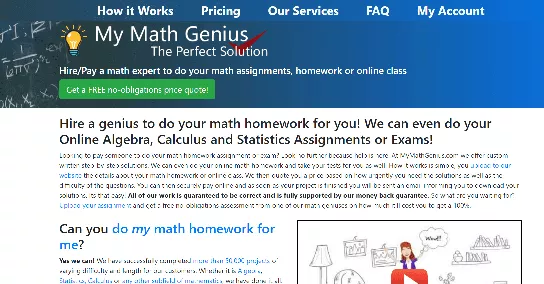 How it Works Pricing Our Services FAQ My Account
My Math Genius
The Perfect Solution
Hire/Pay a math expert to do your math assignments, homework or online class
Get a FREE no-obligations price quote!
Hire a genius to do your math homework for you! We can even do your
Online Algebra, Calculus and Statistics Assignments or Exams!
Looking to pay someone to do your math homework assignment or exam? Look no further because help is here. At MyMathGenius.com we offer custom
written step-by-step solutions. We can even do your online math homework and take your tests for you as well. How it works is simple, you upload to our
website the details about your math homework or online class. We then quote you a price based on how urgently you need the solutions as well as the
difficulty of the questions. You can then securely pay online and as soon as your project is finished you will be sent an email informing you to download your
solutions. Its that easy. All of our work is guaranteed to be correct and is fully supported by our money back guarantee. So what are you waiting for?
Upload your assignment and get a free no-obligations assessment from one of our math geniuses on how much it'll cost you to get a 100%.
Can you do my math homework for
me?
Yes we can! We have successfully completed more than 50,000 projects of
varying difficulty and length for our customers. Whether it is Algebra,
Statistics, Calculus or any other subfield of mathematics, we have done it all.
Wow!!